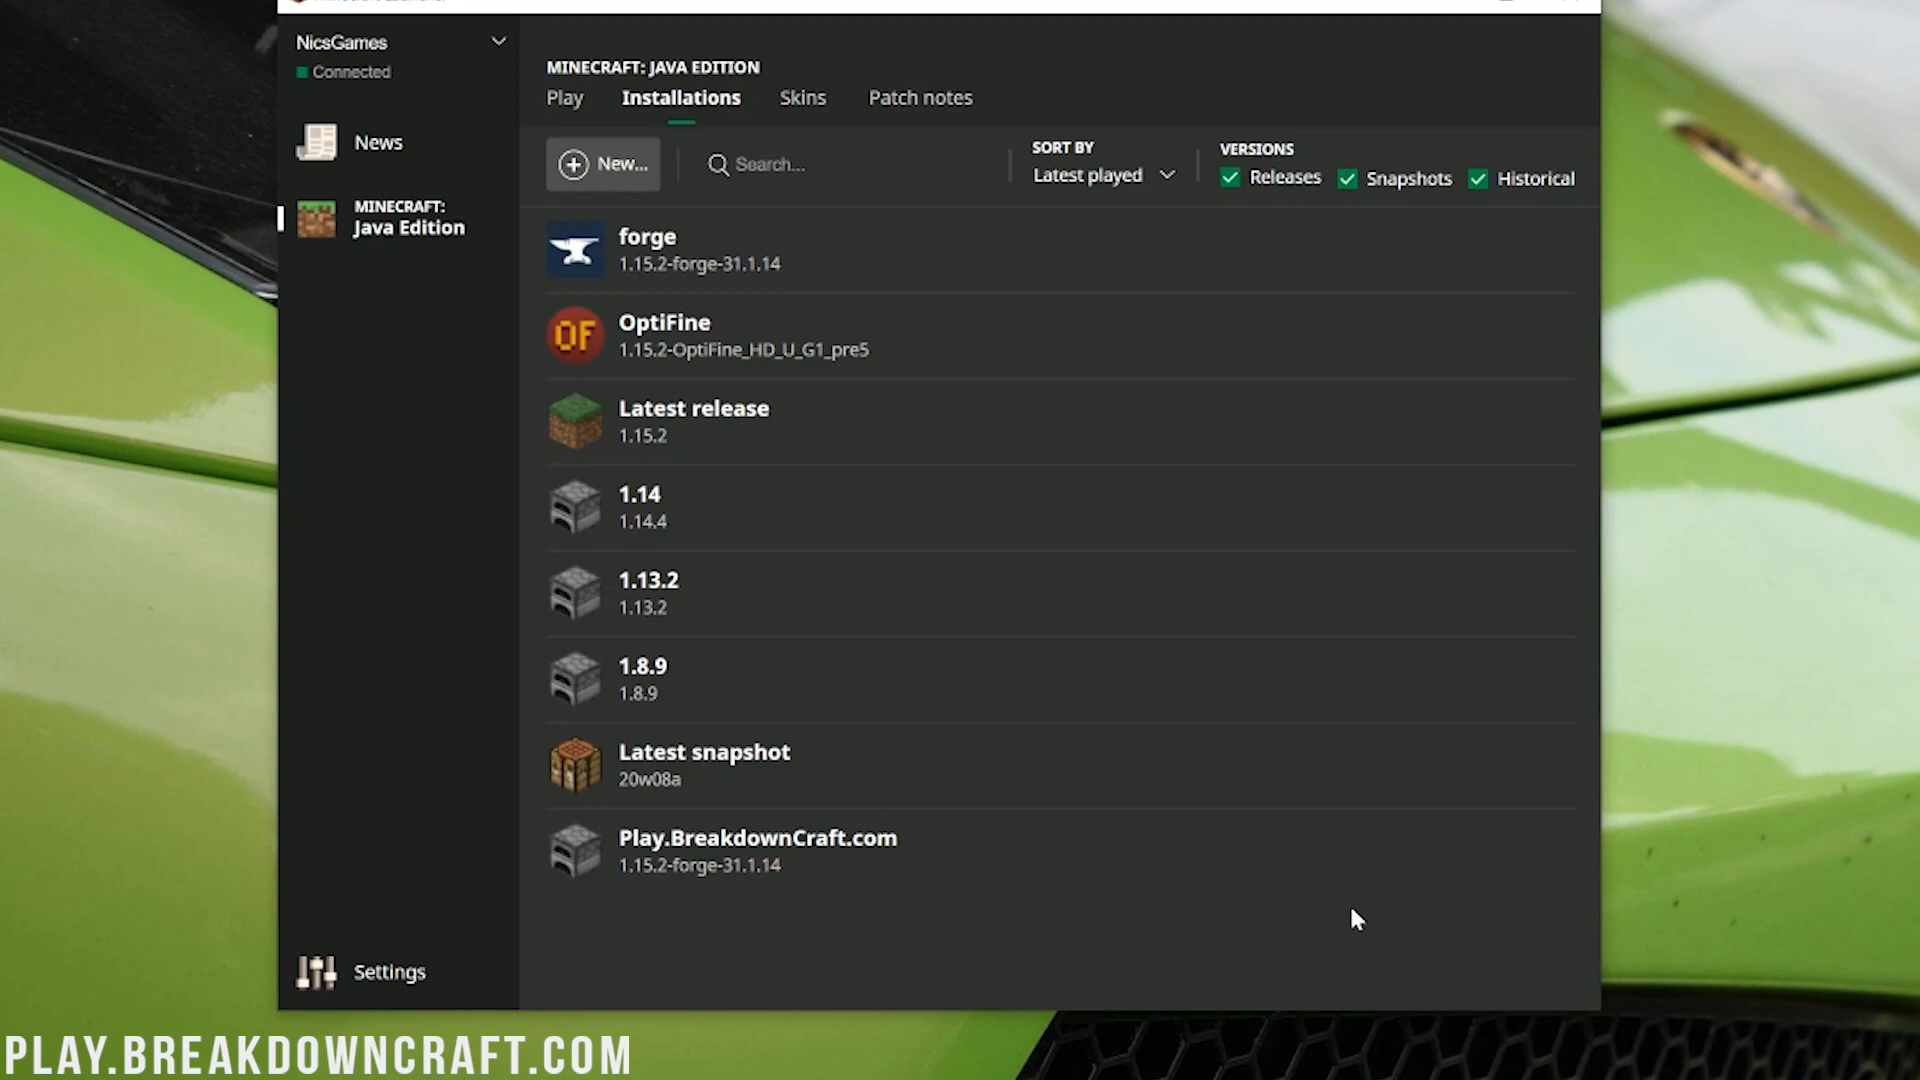 NicsGames
Connected
News
MINECRAFT:
Java Edition
Settings
MINECRAFT: JAVA EDITION
Play Installations Skins Patch notes
New... Search... SORT BY Latest played VERSIONS Releases Snapshots Historical
forge
1.15.2-forge-31.1.14
OF
OptiFine
1.15.2-OptiFine_HD_U_G1_pre5
Latest release
1.15.2
1.14
1.14.4
1.13.2
1.13.2
1.8.9
1.8.9
Latest snapshot
20w08a
Play.BreakdownCraft.com
1.15.2-forge-31.1.14
PLAY.BREAKDOWNCRAFT.COM